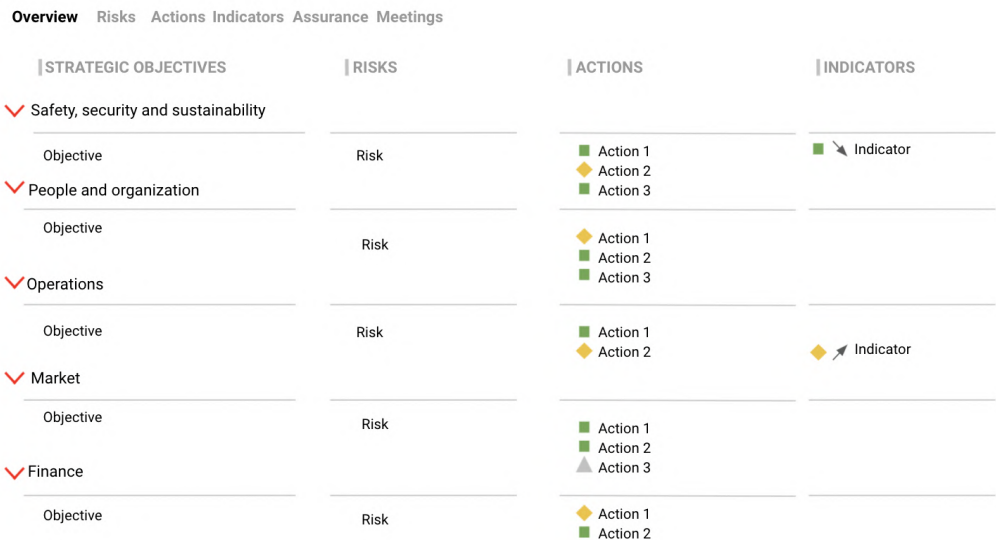 Overview Risks Actions Indicators Assurance Meetings
STRATEGIC OBJECTIVES RISKS ACTIONS INDICATORS
Safety, security and sustainability
Objective Risk Action 1 Indicator
Action 2
Action 3
People and organization
Objective Risk Action 1
Action 2
Action 3
Operations
Objective Risk Action 1
Action 2 Indicator
Market
Objective Risk Action 1
Action 2
Action 3
Finance
Objective Risk Action 1
Action 2